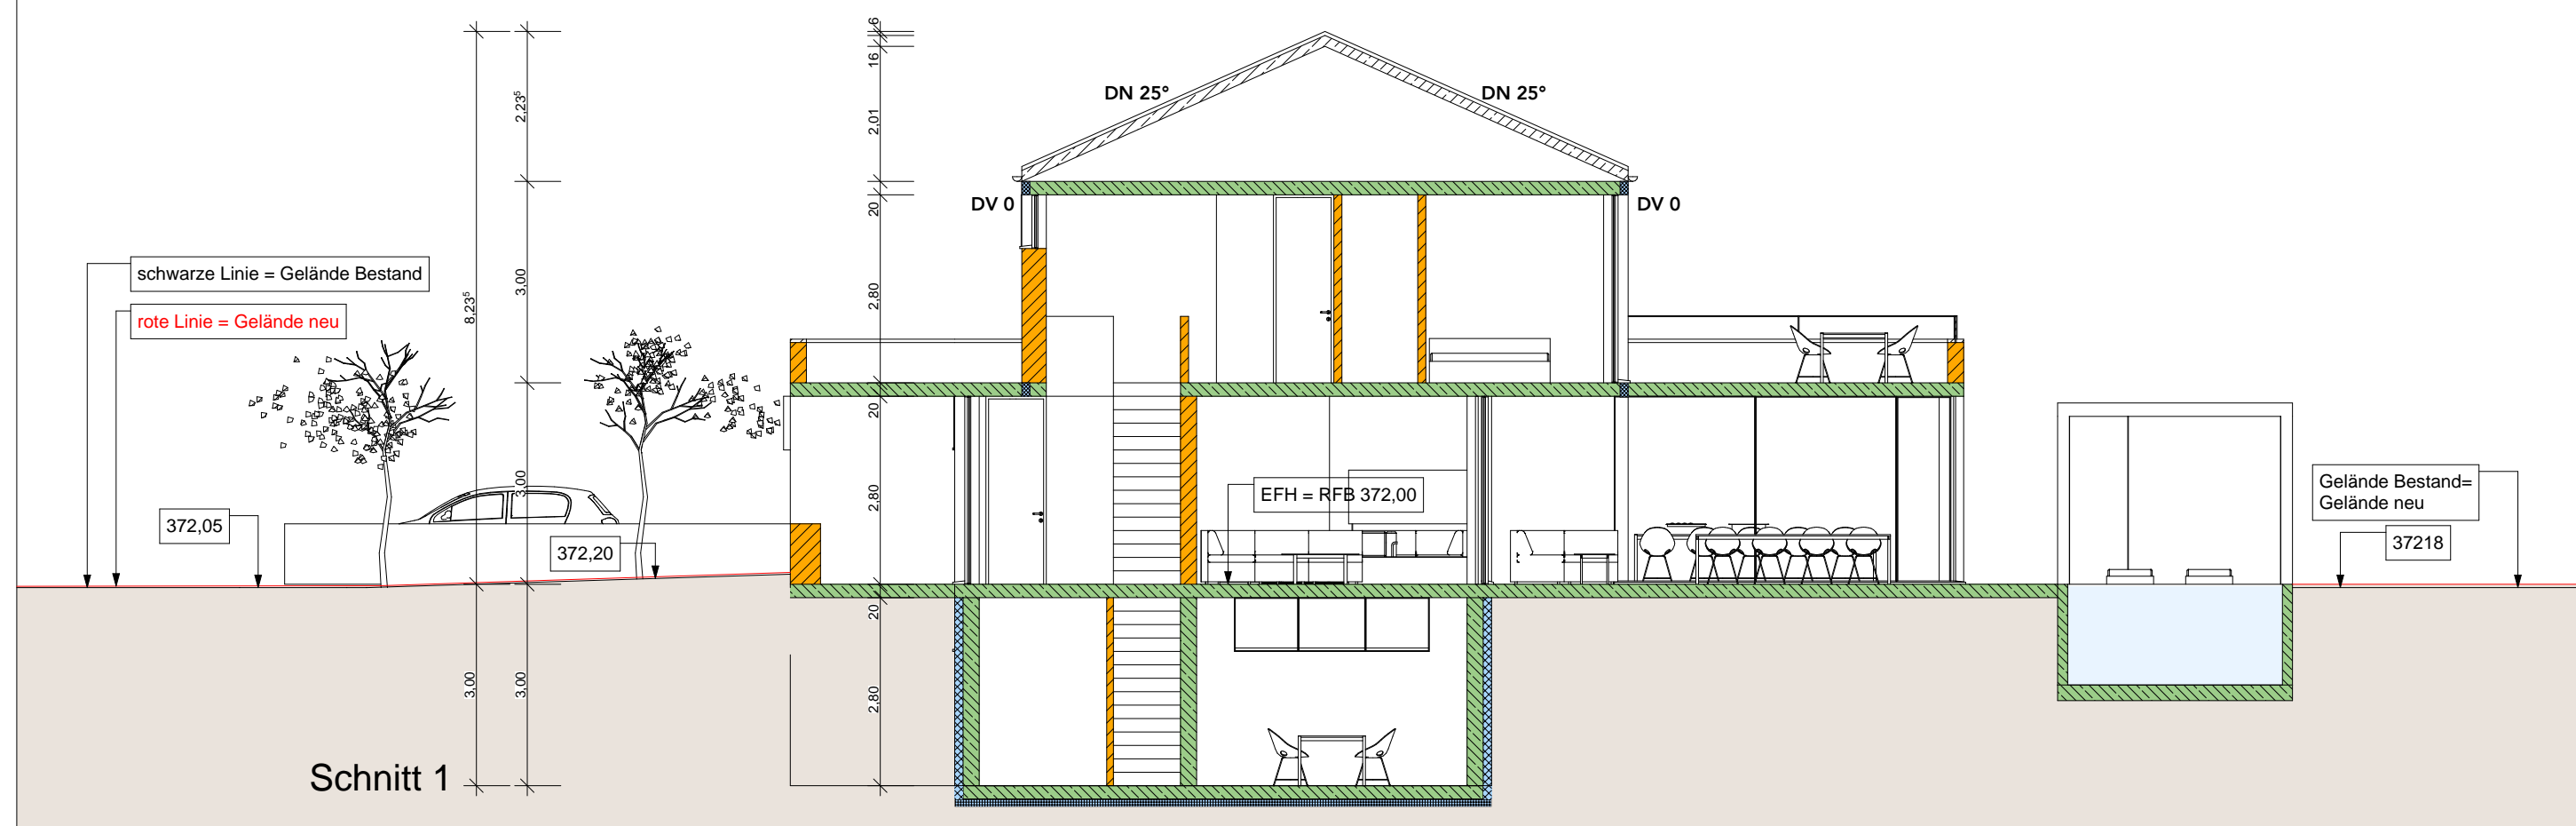 6
16
DN 25°
DN 25°
2,23⁵
2,01
DV 0
DV 0
20
schwarze Linie = Gelände Bestand
3,00
2,80
8,23⁵
rote Linie = Gelände neu
20
3,00
2,80
EFH = RFB 372,00
Gelände Bestand=
Gelände neu
372,05
372,20
37218
20
3,00
3,00
2,80
Schnitt 1